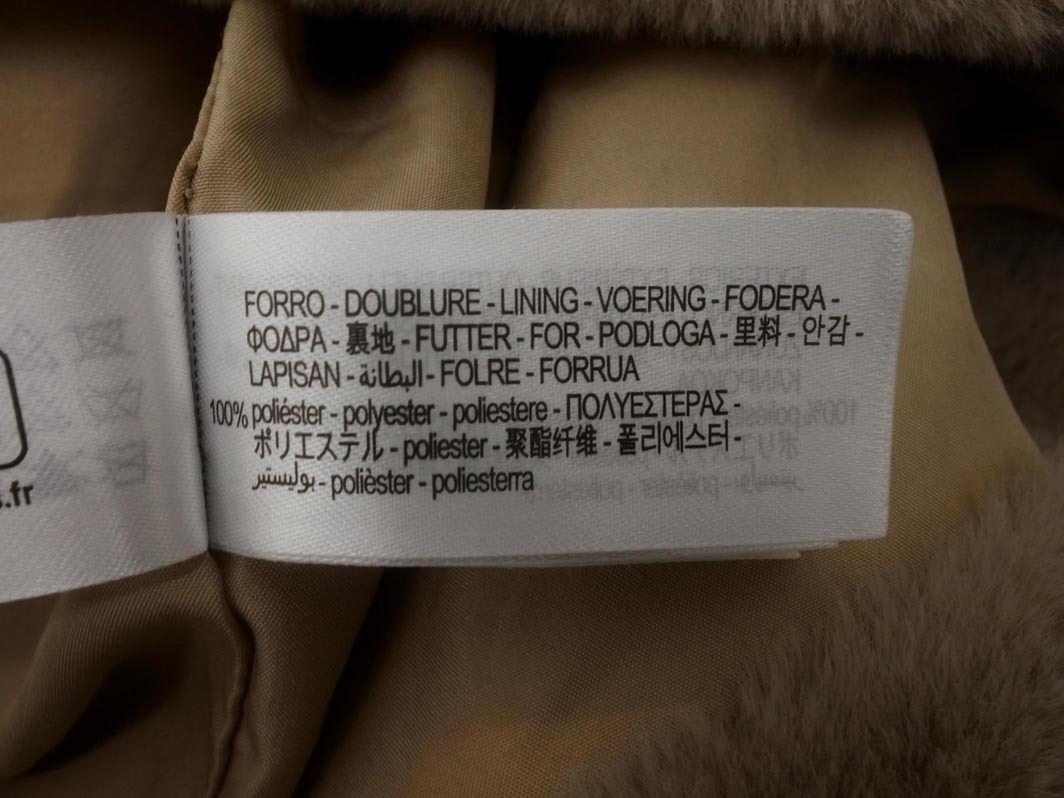 FORRO - DOUBLURE - LINING - VOERING - FODERA -
ΦΟΔΡΑ - 裏地 - FUTTER - FOR - PODLOGA - 里料 - 안감 -
LAPISAN - البطانة - FOLRE - FORRUA
100% poliéster - polyester - poliestere - ΠΟΛΥΕΣΤΕΡΑΣ -
ポリエステル - poliester - 聚酯纤维 - 폴리에스터 -
بوليستير - polièster - poliesterra
.fr